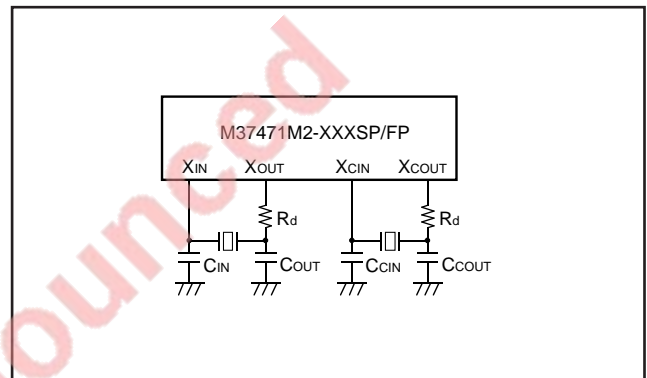 M37471M2-XXXSP/FP
XIN XOUT XCIN XCOUT
Rd Rd
CIN COUT CCIN CCOUT
ounced